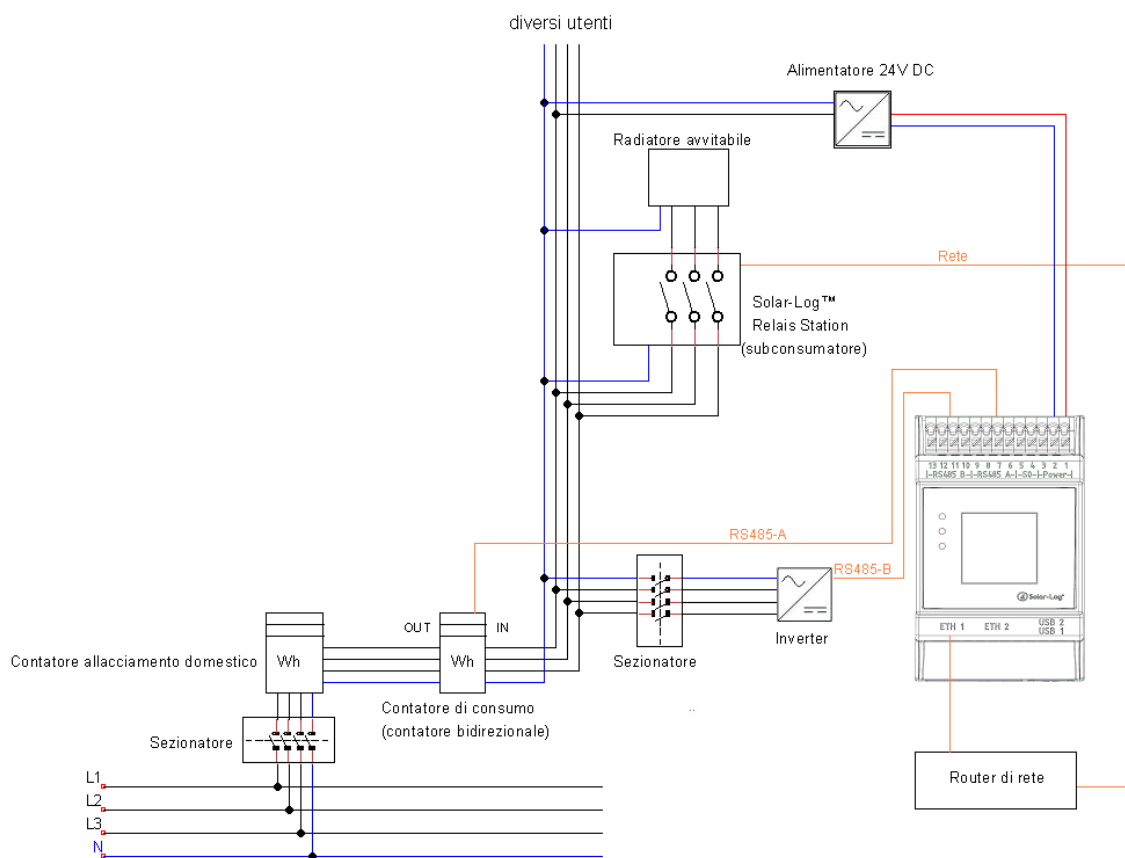 diversi utenti
Alimentatore 24V DC
Radiatore avvitabile
Rete
Solar-Log™
Relais Station
(subconsumatore)
13 12 11 10 9 8 7 6 5 4 3 2 1
|-RS485 B-|-RS485 A-|-S0-|-Power-|
RS485-A
RS485-B
Solar-Log®
ETH 1 ETH 2 USB 2
USB 1
OUT IN
Inverter
Contatore allacciamento domestico
Wh
Wh
Sezionatore
Contatore di consumo
(contatore bidirezionale)
Sezionatore
Router di rete
L1
L2
L3
N